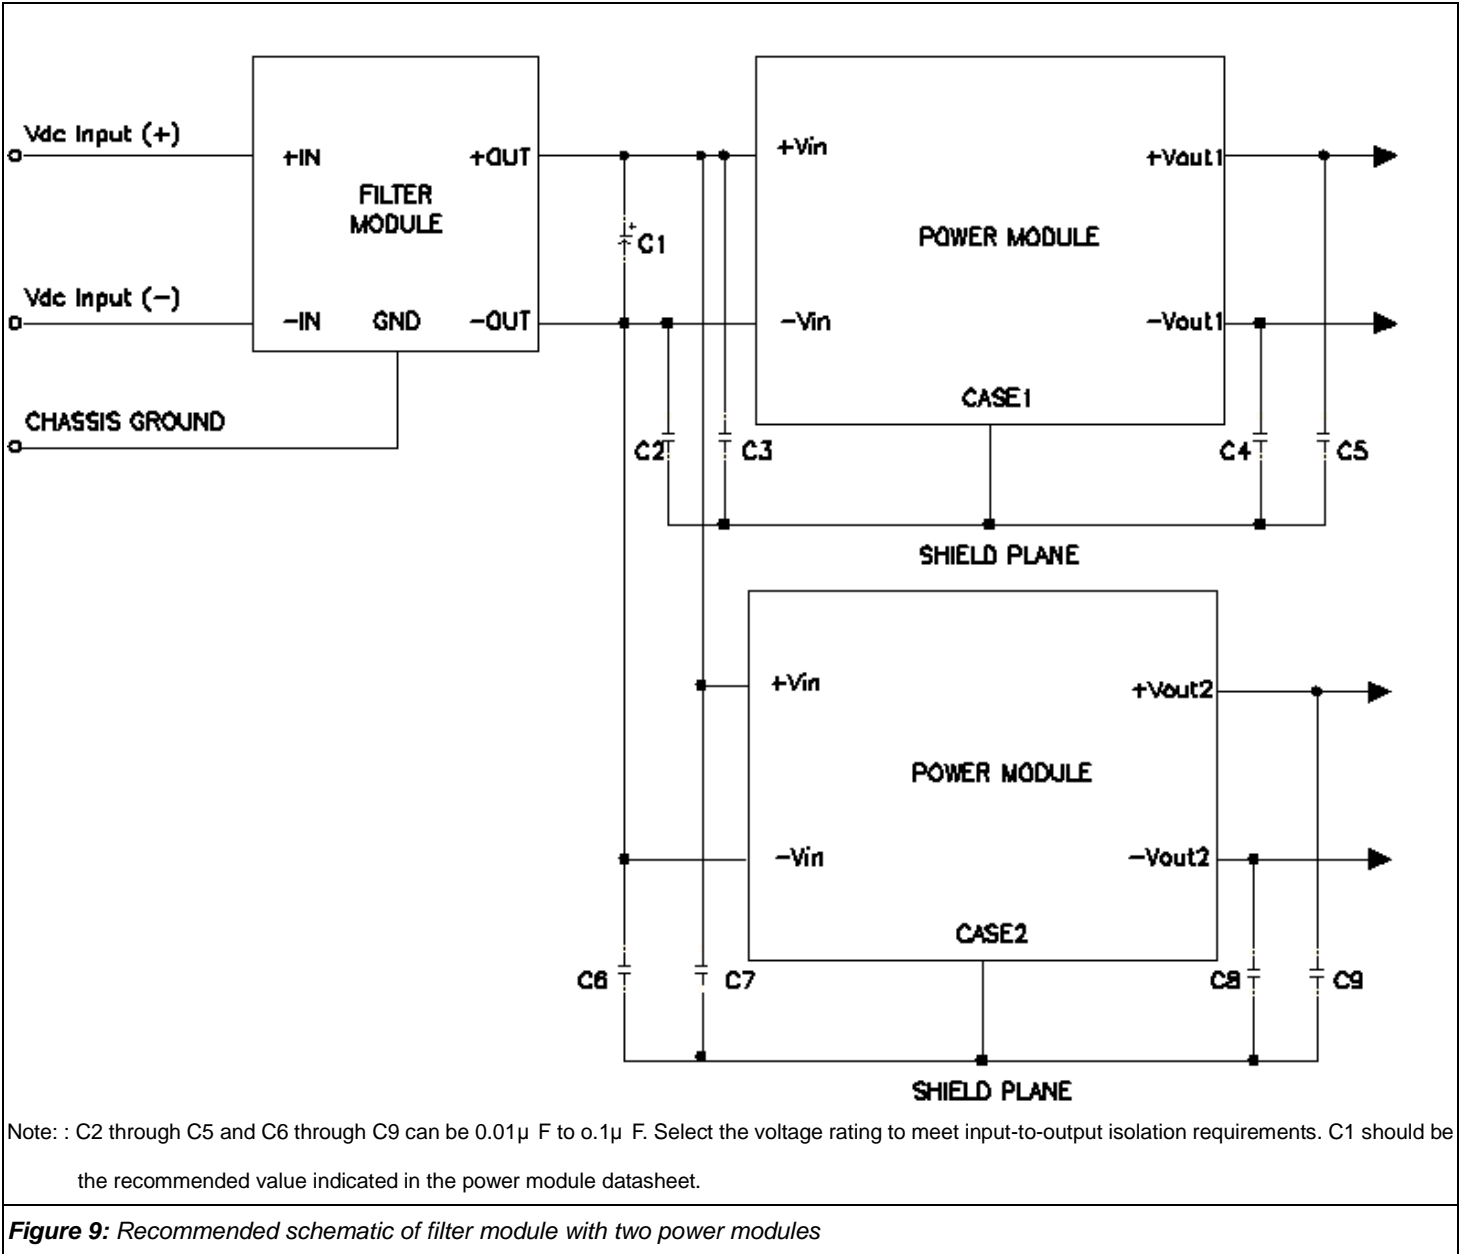 Vdc Input (+)
+IN
+OUT
FILTER
MODULE
Vdc Input (−)
−IN
GND
−OUT
CHASSIS GROUND
C1
+
+Vin
+Vout1
POWER MODULE
−Vin
−Vout1
CASE1
C2
C3
C4
C5
SHIELD PLANE
+Vin
+Vout2
POWER MODULE
−Vin
−Vout2
CASE2
C6
C7
C8
C9
SHIELD PLANE
Note: : C2 through C5 and C6 through C9 can be 0.01µ F to o.1µ F. Select the voltage rating to meet input-to-output isolation requirements. C1 should be
the recommended value indicated in the power module datasheet.
Figure 9: Recommended schematic of filter module with two power modules